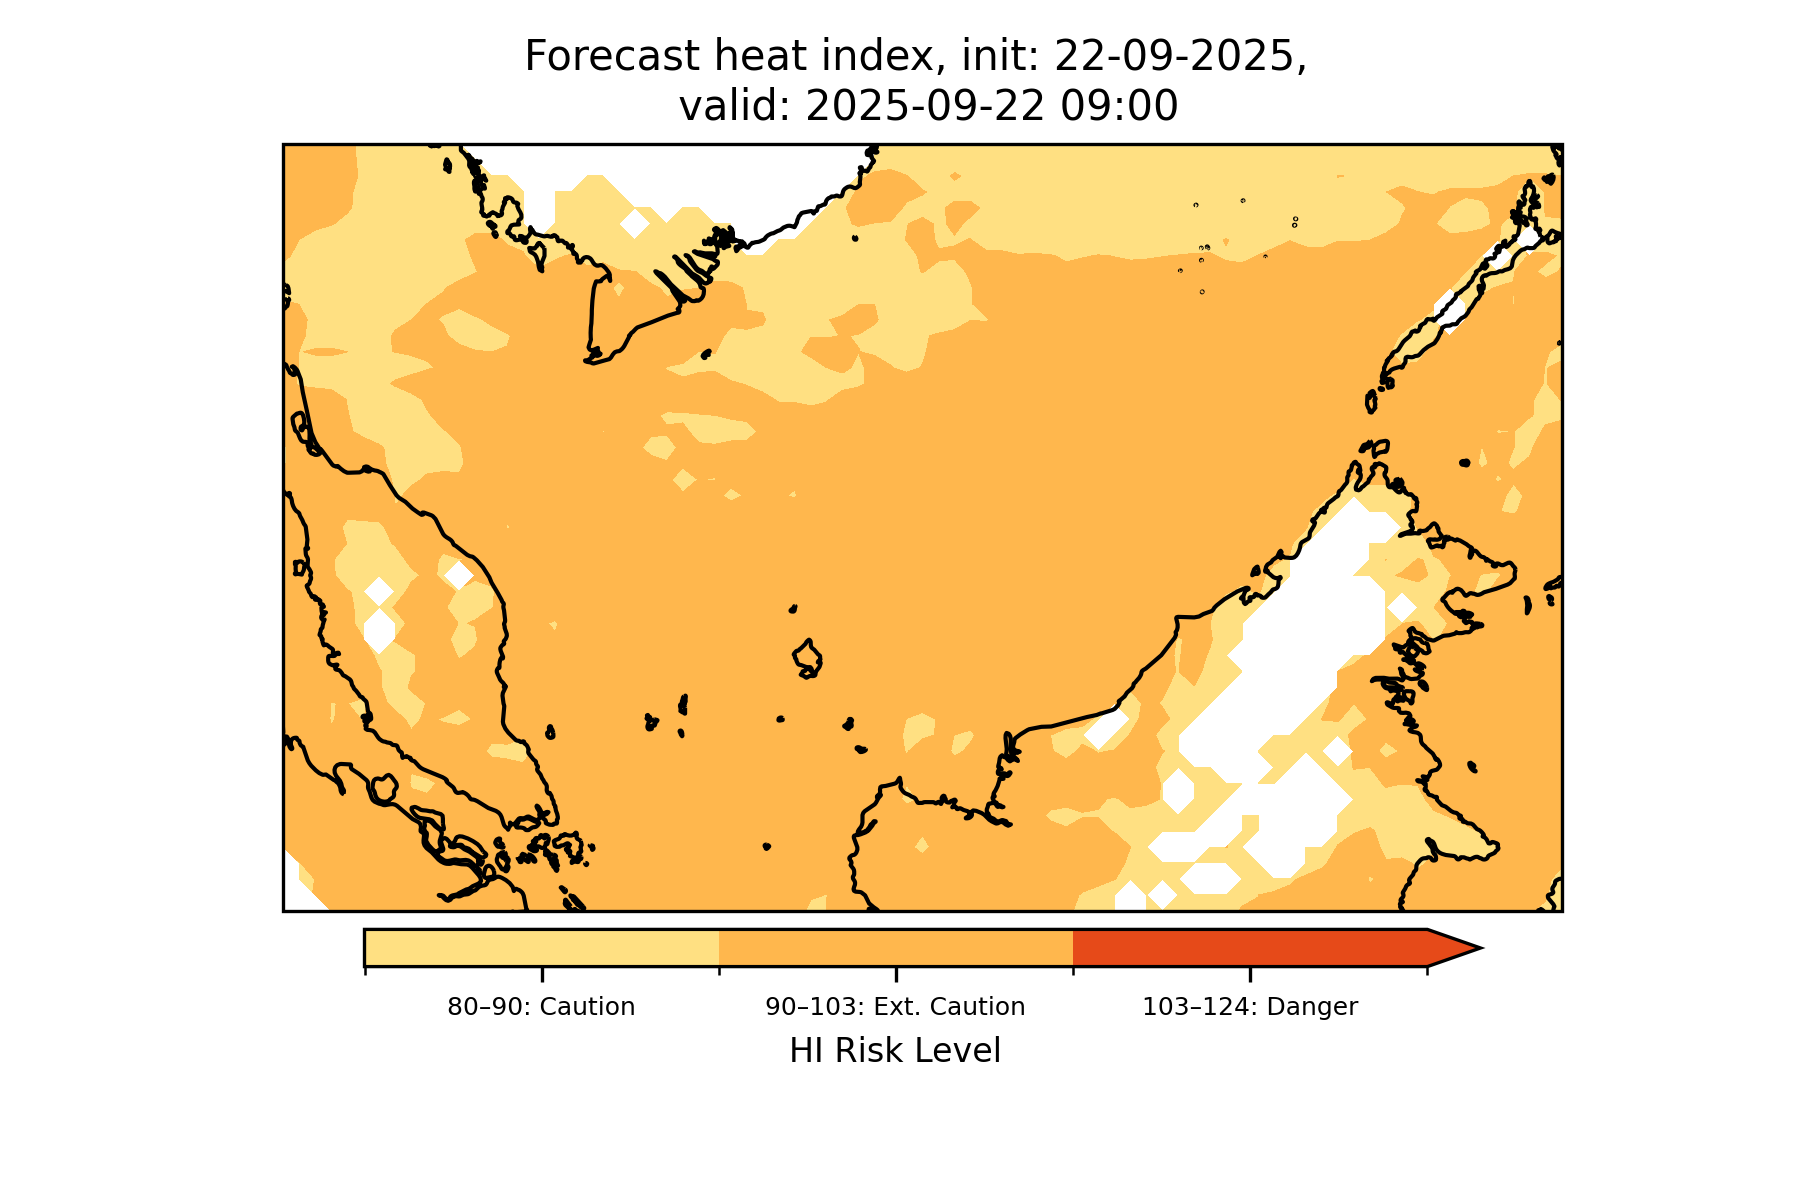 Forecast heat index, init: 22-09-2025,
valid: 2025-09-22 09:00
80–90: Caution
90–103: Ext. Caution
103–124: Danger
HI Risk Level